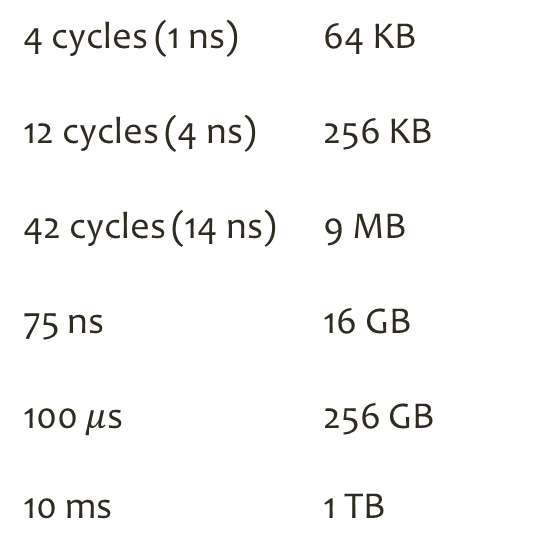 4 cycles (1 ns) 64 KB
12 cycles (4 ns) 256 KB
42 cycles (14 ns) 9 MB
75 ns 16 GB
100 μs 256 GB
10 ms 1 TB